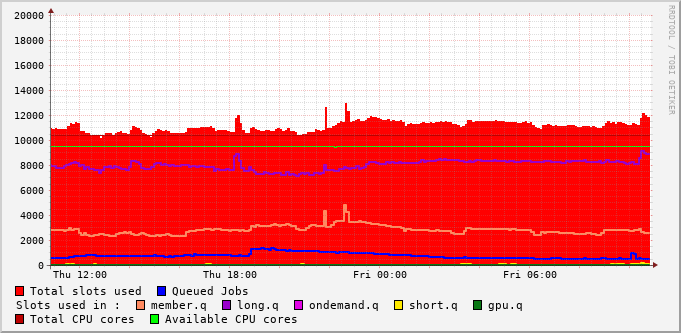 RRDTOOL / TOBI OETIKER
20000
18000
16000
14000
12000
10000
8000
6000
4000
2000
0
Thu 12:00 Thu 18:00 Fri 00:00 Fri 06:00
Total slots used Queued Jobs
Slots used in : member.q long.q ondemand.q short.q gpu.q
Total CPU cores Available CPU cores